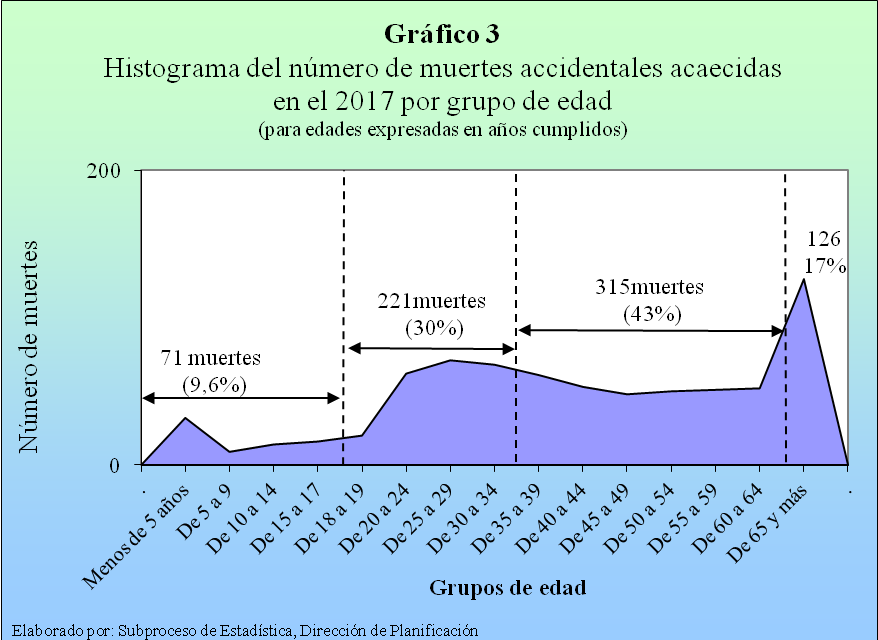 Gráfico 3
Histograma del número de muertes accidentales acaecidas
en el 2017 por grupo de edad
(para edades expresadas en años cumplidos)
200
126
17%
315muertes
(43%)
221muertes
(30%)
71 muertes
(9,6%)
Número de muertes
0
.
Menos de 5 años
De 5 a 9
De 10 a 14
De 15 a 17
De 18 a 19
De 20 a 24
De 25 a 29
De 30 a 34
De 35 a 39
De 40 a 44
De 45 a 49
De 50 a 54
De 55 a 59
De 60 a 64
De 65 y más
.
Grupos de edad
Elaborado por: Subproceso de Estadística, Dirección de Planificación